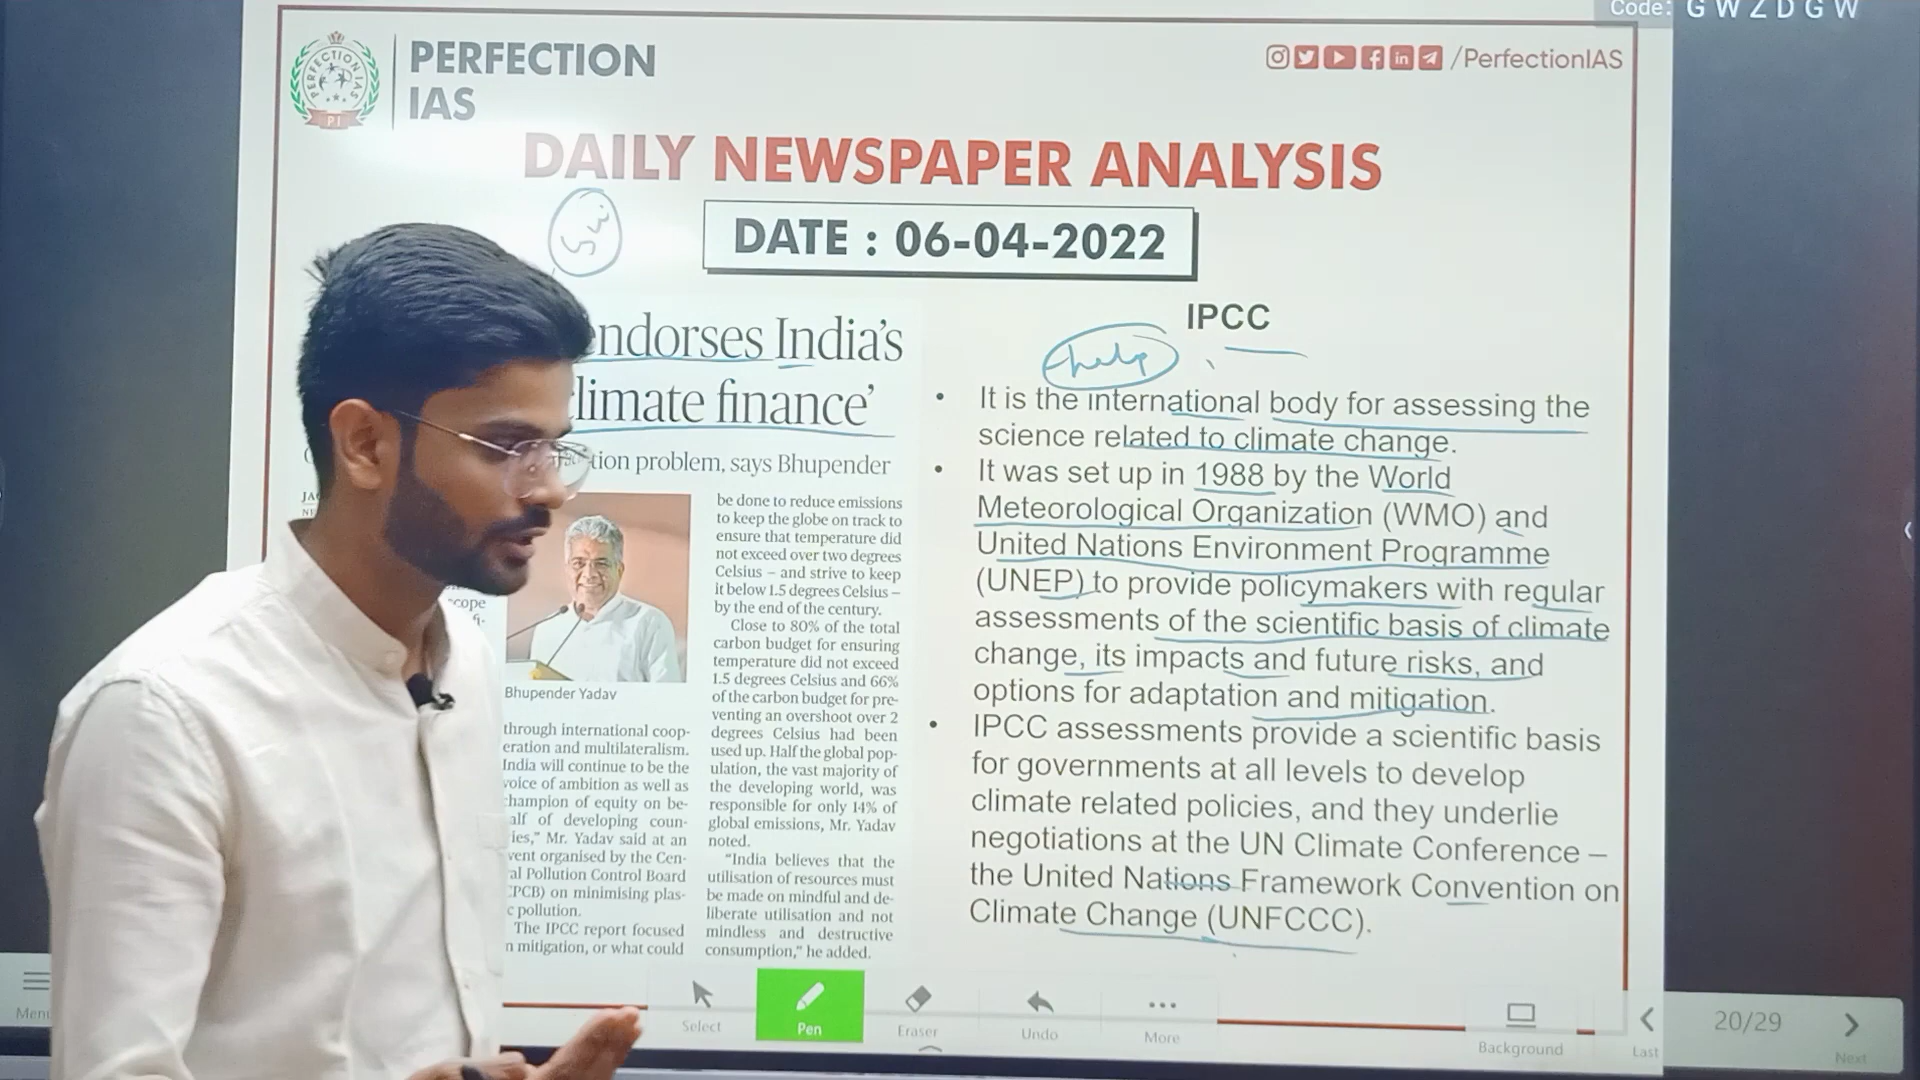 Code: G W Z D G W
PERFECTION
IAS
PERFECTION IAS
P I
/PerfectionIAS
DAILY NEWSPAPER ANALYSIS
DATE : 06-04-2022
endorses India's
limate finance'
tion problem, says Bhupender
JA
NE
cope
fi-
Bhupender Yadav
through international coop-
eration and multilateralism.
India will continue to be the
voice of ambition as well as
champion of equity on be-
alf of developing coun-
ies," Mr. Yadav said at an
vent organised by the Cen-
al Pollution Control Board
CPCB) on minimising plas-
c pollution.
The IPCC report focused
n mitigation, or what could
be done to reduce emissions
to keep the globe on track to
ensure that temperature did
not exceed over two degrees
Celsius – and strive to keep
it below 1.5 degrees Celsius –
by the end of the century.
Close to 80% of the total
carbon budget for ensuring
temperature did not exceed
1.5 degrees Celsius and 66%
of the carbon budget for pre-
venting an overshoot over 2
degrees Celsius had been
used up. Half the global pop-
ulation, the vast majority of
the developing world, was
responsible for only 14% of
global emissions, Mr. Yadav
noted.
"India believes that the
utilisation of resources must
be made on mindful and de-
liberate utilisation and not
mindless and destructive
consumption," he added.
IPCC
help
• It is the international body for assessing the
science related to climate change.
• It was set up in 1988 by the World
Meteorological Organization (WMO) and
United Nations Environment Programme
(UNEP) to provide policymakers with regular
assessments of the scientific basis of climate
change, its impacts and future risks, and
options for adaptation and mitigation.
• IPCC assessments provide a scientific basis
for governments at all levels to develop
climate related policies, and they underlie
negotiations at the UN Climate Conference –
the United Nations Framework Convention on
Climate Change (UNFCCC).
Menu
Select
Pen
Eraser
Undo
More
Background
Last
20/29
Next